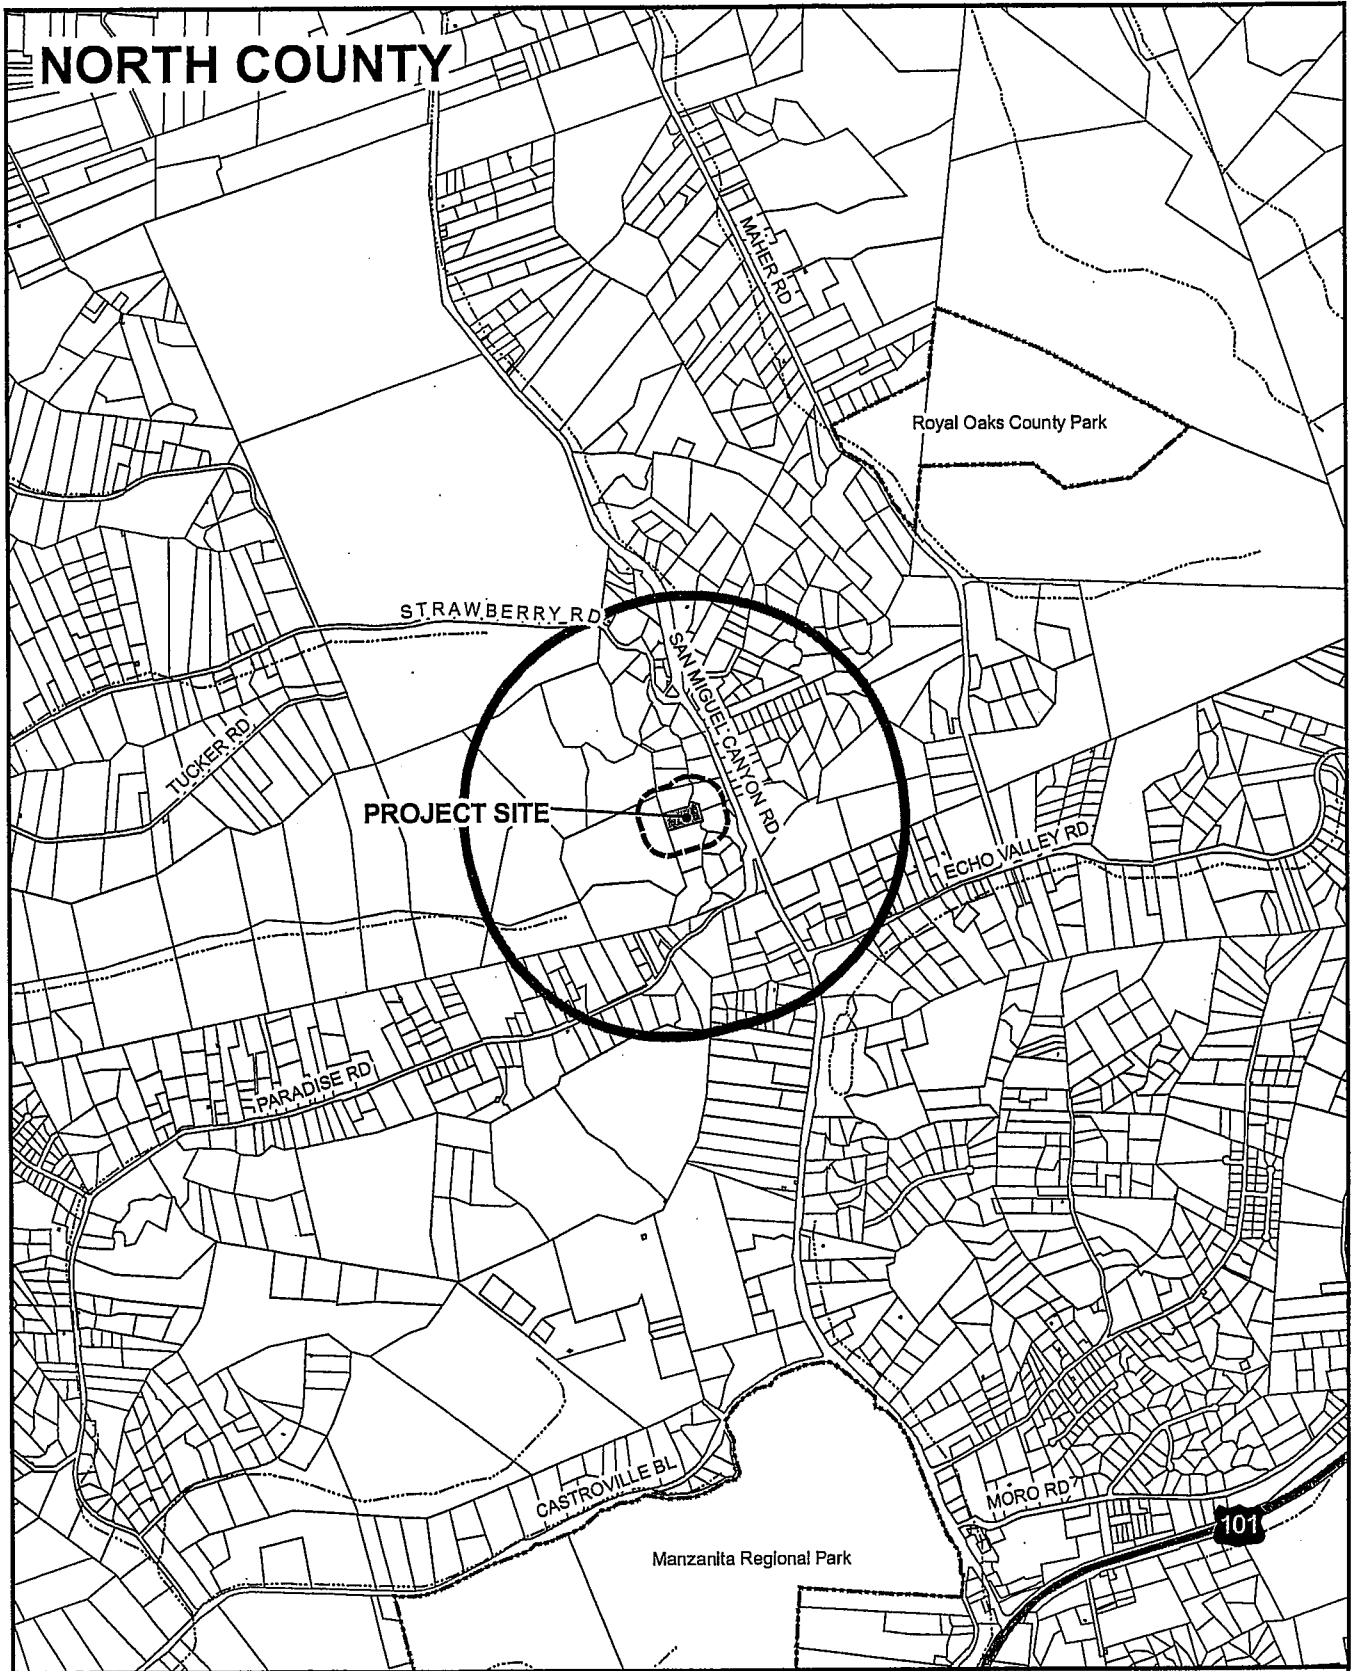 NORTH COUNTY
MAHER RD
Royal Oaks County Park
STRAWBERRY RD
SAN MIGUEL CANYON RD
TUCKER RD
PROJECT SITE
ECHO VALLEY RD
PARADISE RD
CASTROVILLE BL
MORO RD
101
Manzanita Regional Park